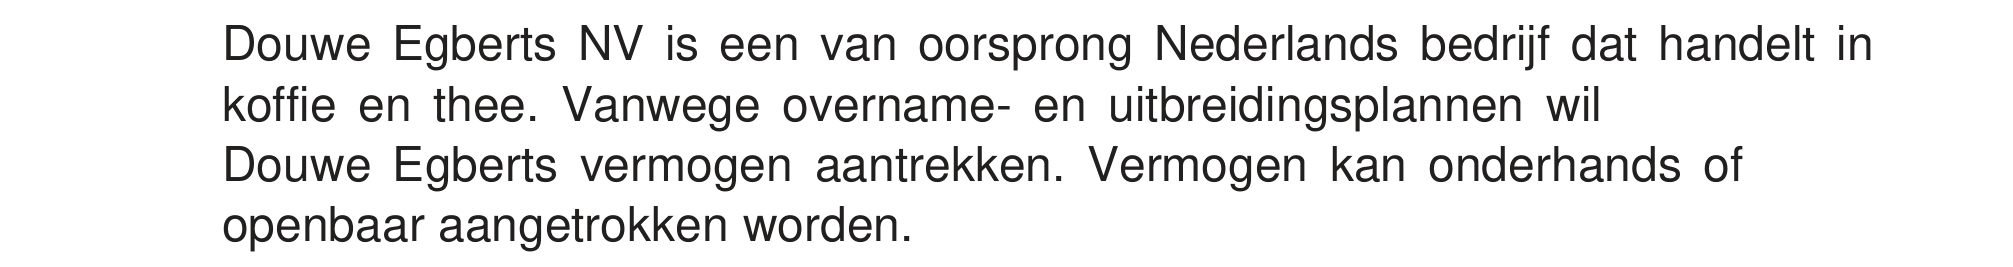 Douwe Egberts NV is een van oorsprong Nederlands bedrijf dat handelt in
koffie en thee. Vanwege overname- en uitbreidingsplannen wil
Douwe Egberts vermogen aantrekken. Vermogen kan onderhands of
openbaar aangetrokken worden.